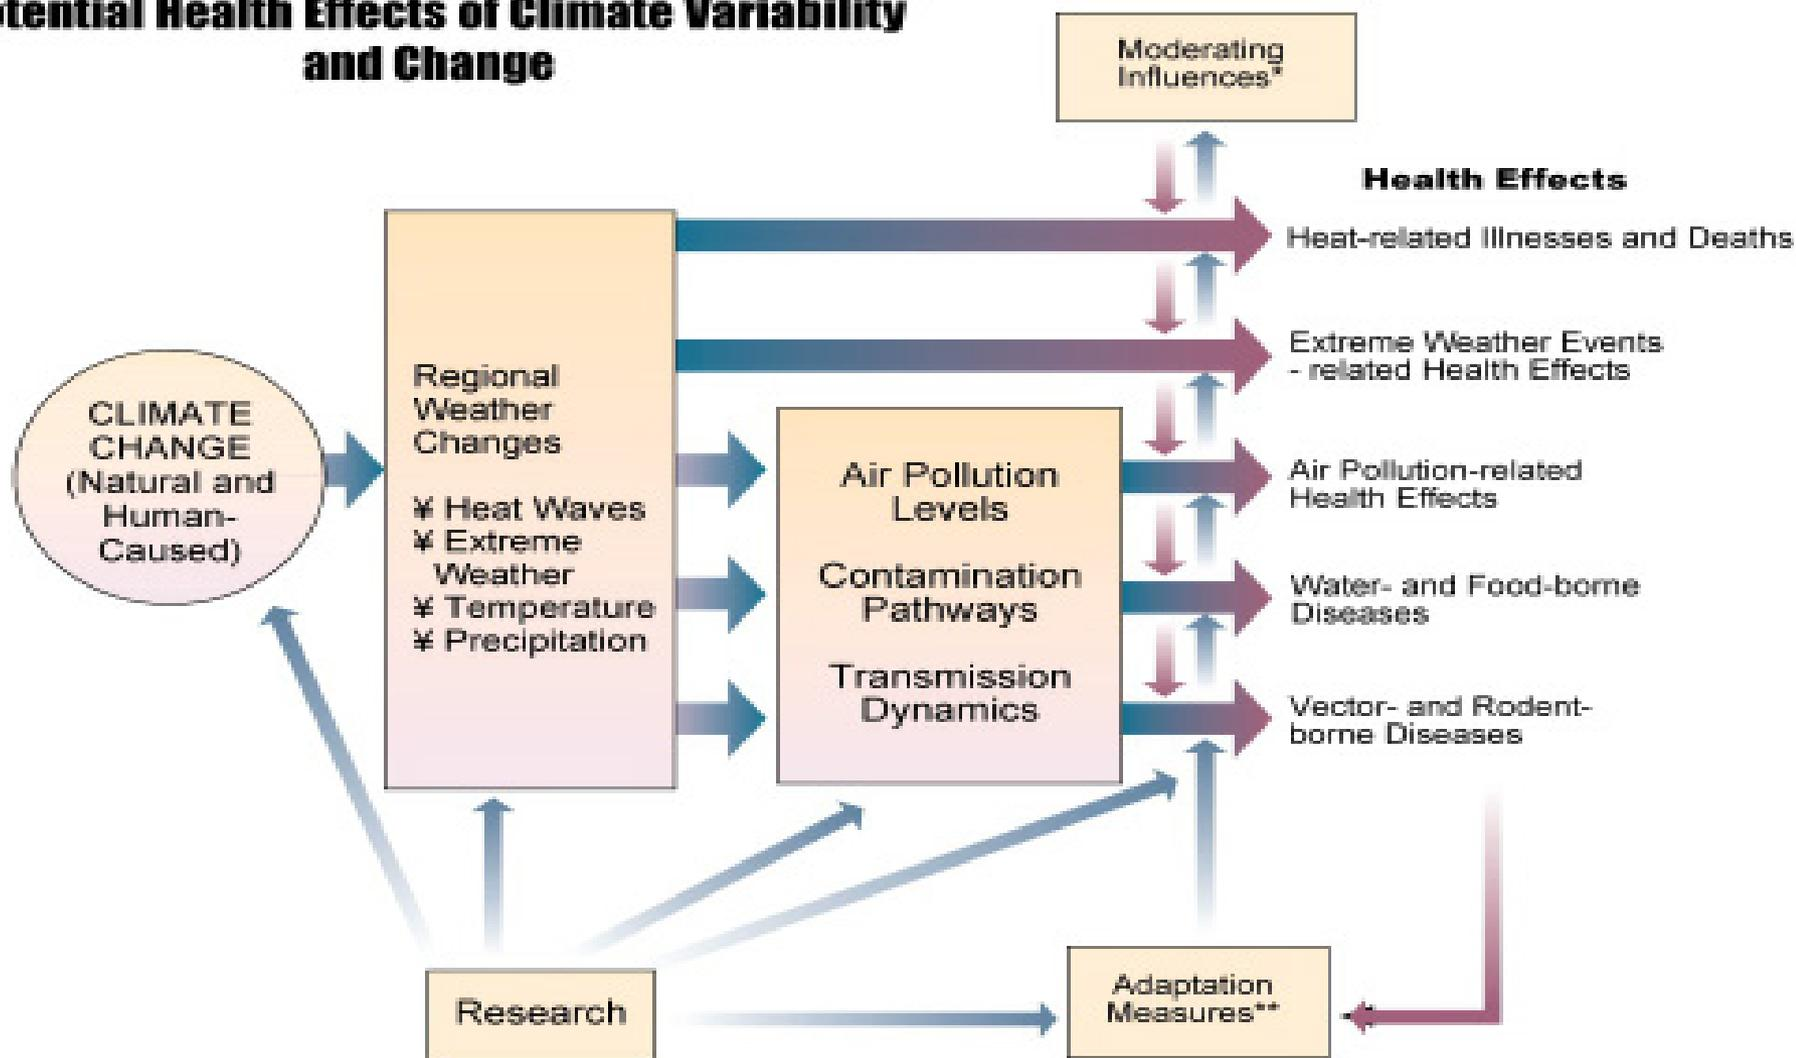 Health Effects of Climate Variability
and Change
Moderating
Influences*
Health Effects
Heat-related Illnesses and Deaths
Extreme Weather Events
- related Health Effects
Regional
Weather
Changes
¥ Heat Waves
¥ Extreme
Weather
¥ Temperature
¥ Precipitation
CLIMATE
CHANGE
(Natural and
Human-
Caused)
Air Pollution
Levels
Contamination
Pathways
Transmission
Dynamics
Air Pollution-related
Health Effects
Water- and Food-borne
Diseases
Vector- and Rodent-
borne Diseases
Research
Adaptation
Measures**